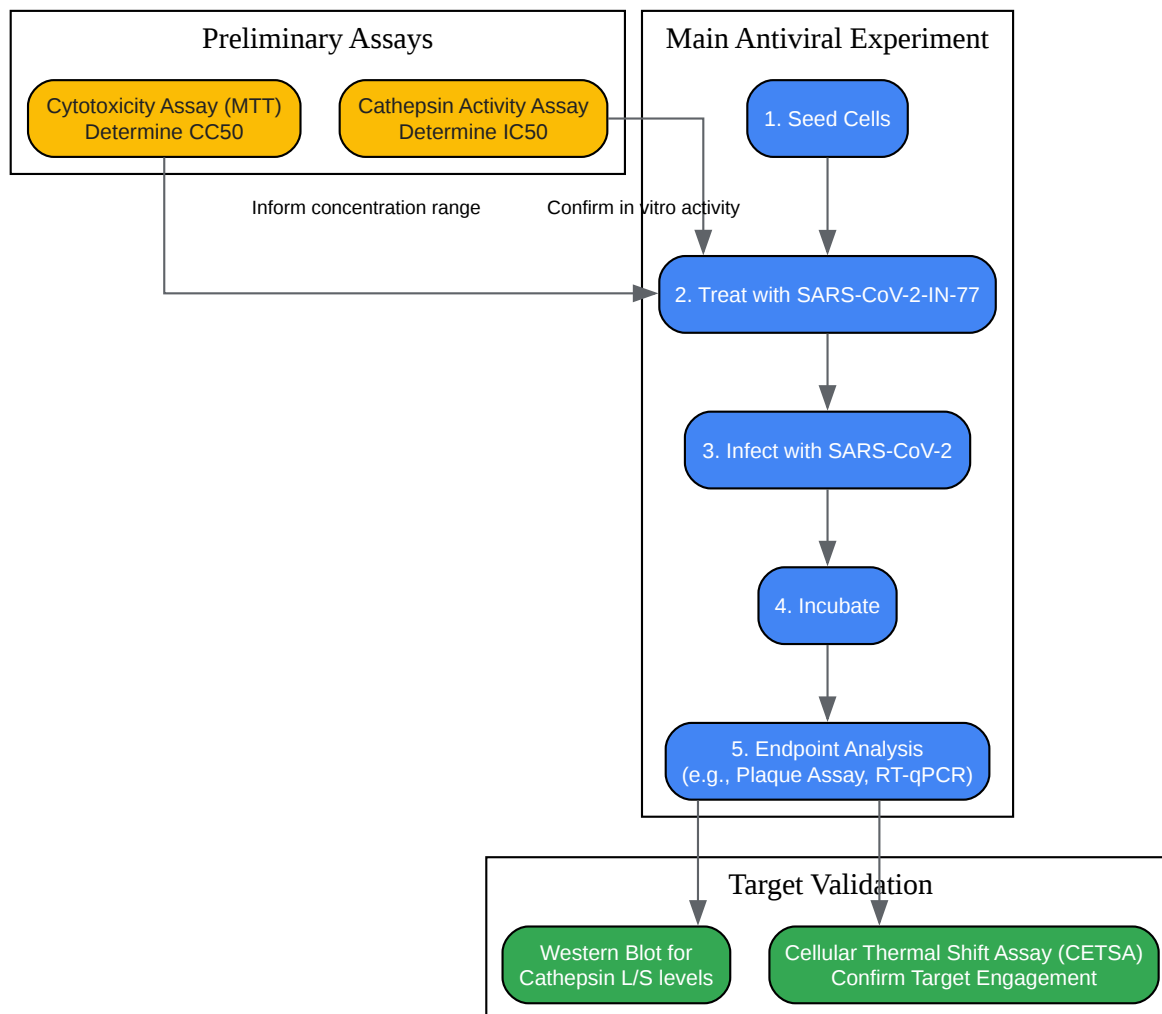 Preliminary Assays
Cytotoxicity Assay (MTT)
Determine CC50
Cathepsin Activity Assay
Determine IC50
Inform concentration range
Confirm in vitro activity
Main Antiviral Experiment
1. Seed Cells
2. Treat with SARS-CoV-2-IN-77
3. Infect with SARS-CoV-2
4. Incubate
5. Endpoint Analysis
(e.g., Plaque Assay, RT-qPCR)
Target Validation
Western Blot for
Cathepsin L/S levels
Cellular Thermal Shift Assay (CETSA)
Confirm Target Engagement